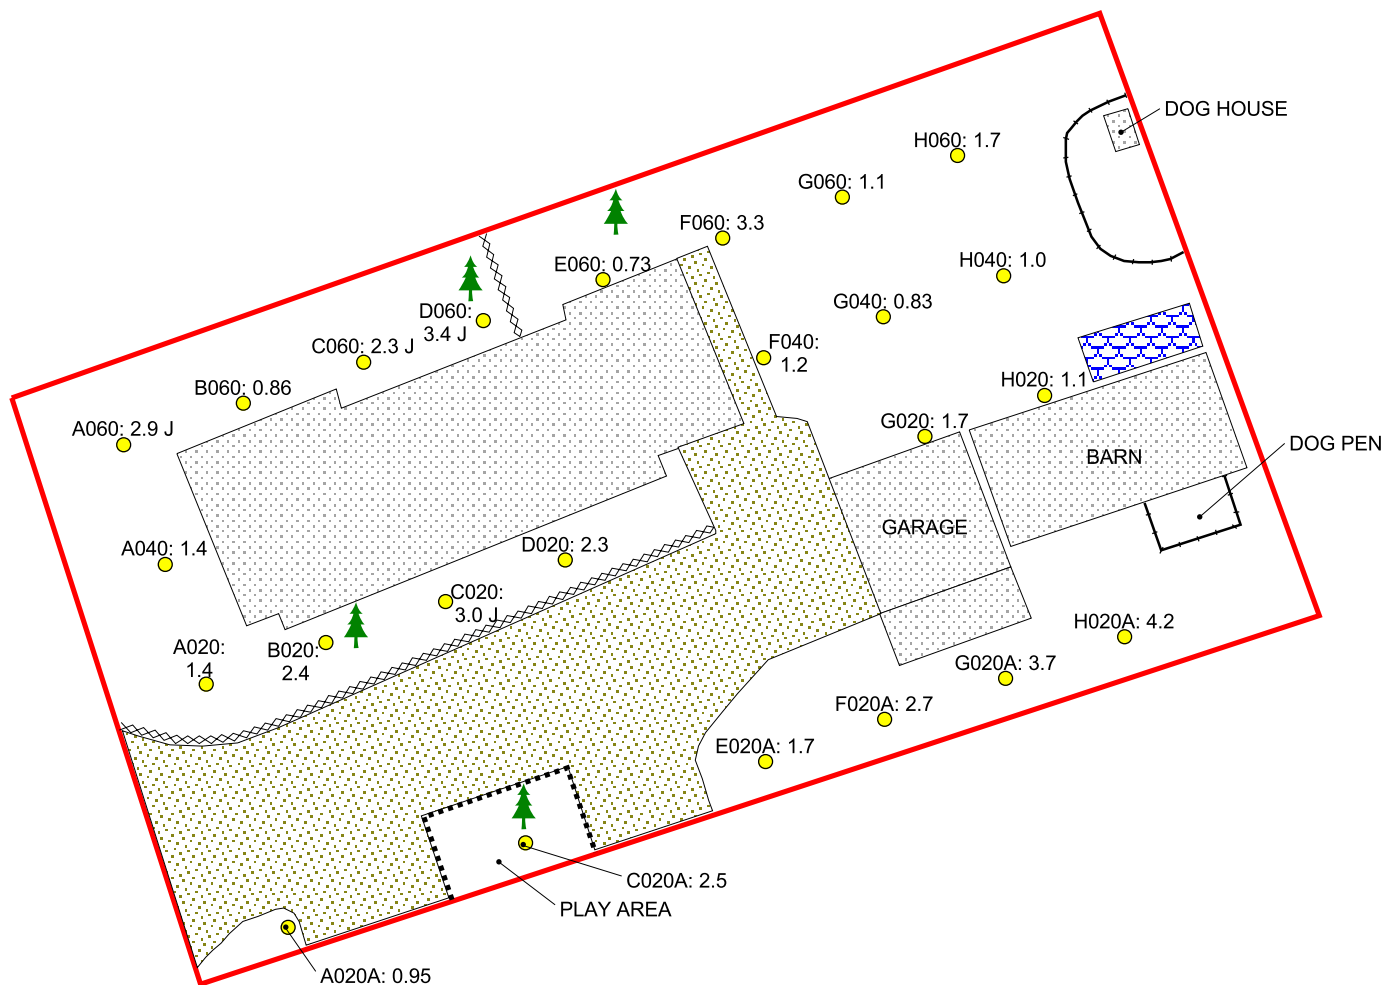 DOG HOUSE
H060: 1.7
G060: 1.1
F060: 3.3
E060: 0.73
H040: 1.0
G040: 0.83
D060:
3.4 J
C060: 2.3 J
F040:
1.2
B060: 0.86
H020: 1.1
A060: 2.9 J
G020: 1.7
DOG PEN
BARN
GARAGE
A040: 1.4
D020: 2.3
C020:
3.0 J
A020:
1.4
B020:
2.4
H020A: 4.2
G020A: 3.7
F020A: 2.7
E020A: 1.7
C020A: 2.5
PLAY AREA
A020A: 0.95